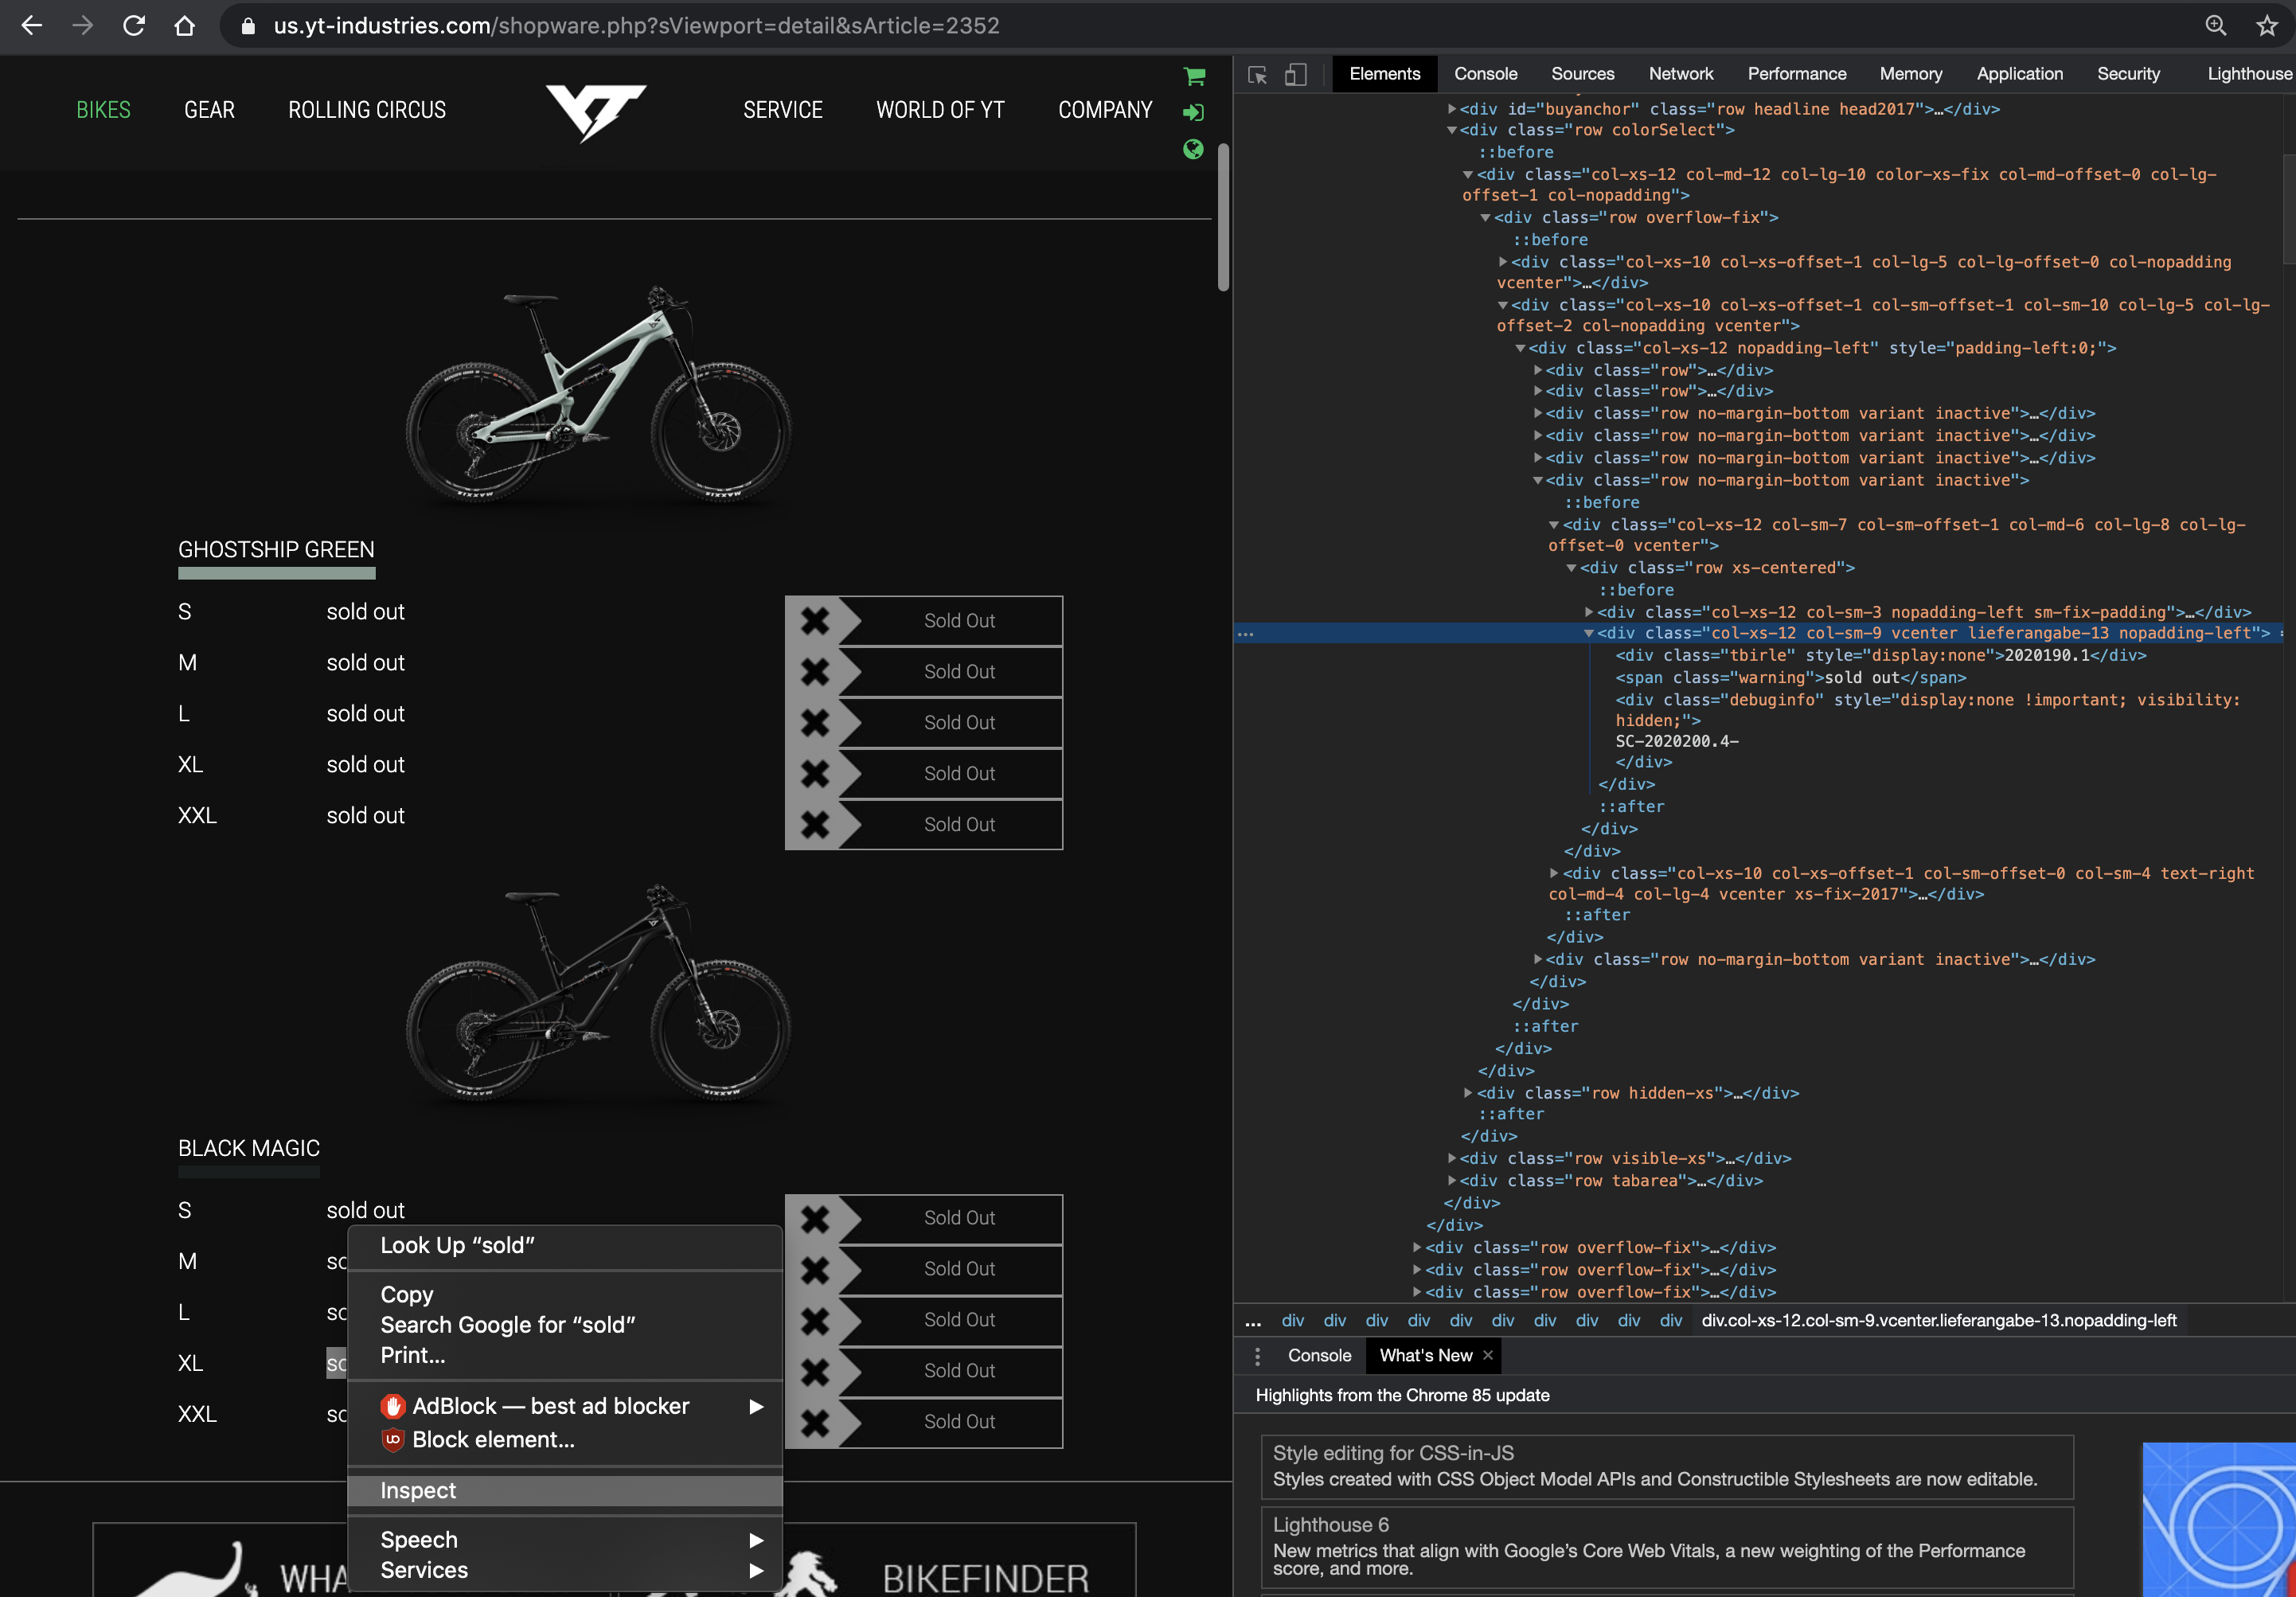 us.yt-industries.com/shopware.php?sViewport=detail&sArticle=2352
BIKES GEAR ROLLING CIRCUS YT SERVICE WORLD OF YT COMPANY
GHOSTSHIP GREEN
S sold out Sold Out
M sold out Sold Out
L sold out Sold Out
XL sold out Sold Out
XXL sold out Sold Out
BLACK MAGIC
S sold out Sold Out
M so Sold Out
L so Sold Out
XL so Sold Out
XXL so Sold Out
Look Up “sold”
Copy
Search Google for “sold”
Print...
AdBlock — best ad blocker
Block element...
Inspect
Speech
Services
WHA
BIKEFINDER
Elements Console Sources Network Performance Memory Application Security Lighthouse
<div id="buyanchor" class="row headline head2017">…</div>
<div class="row colorSelect">
::before
<div class="col-xs-12 col-md-12 col-lg-10 color-xs-fix col-md-offset-0 col-lg-
offset-1 col-nopadding">
<div class="row overflow-fix">
::before
<div class="col-xs-10 col-xs-offset-1 col-lg-5 col-lg-offset-0 col-nopadding
vcenter">…</div>
<div class="col-xs-10 col-xs-offset-1 col-sm-offset-1 col-sm-10 col-lg-5 col-lg-
offset-2 col-nopadding vcenter">
<div class="col-xs-12 nopadding-left" style="padding-left:0;">
<div class="row">…</div>
<div class="row">…</div>
<div class="row no-margin-bottom variant inactive">…</div>
<div class="row no-margin-bottom variant inactive">…</div>
<div class="row no-margin-bottom variant inactive">…</div>
<div class="row no-margin-bottom variant inactive">
::before
<div class="col-xs-12 col-sm-7 col-sm-offset-1 col-md-6 col-lg-8 col-lg-
offset-0 vcenter">
<div class="row xs-centered">
::before
<div class="col-xs-12 col-sm-3 nopadding-left sm-fix-padding">…</div>
<div class="col-xs-12 col-sm-9 vcenter lieferangabe-13 nopadding-left">
<div class="tbirle" style="display:none">2020190.1</div>
<span class="warning">sold out</span>
<div class="debuginfo" style="display:none !important; visibility:
hidden;">
SC-2020200.4-
</div>
</div>
::after
</div>
</div>
<div class="col-xs-10 col-xs-offset-1 col-sm-offset-0 col-sm-4 text-right
col-md-4 col-lg-4 vcenter xs-fix-2017">…</div>
::after
</div>
<div class="row no-margin-bottom variant inactive">…</div>
</div>
</div>
::after
</div>
</div>
<div class="row hidden-xs">…</div>
::after
</div>
<div class="row visible-xs">…</div>
<div class="row tabarea">…</div>
</div>
</div>
<div class="row overflow-fix">…</div>
<div class="row overflow-fix">…</div>
<div class="row overflow-fix">…</div>
... div div div div div div div div div div div.col-xs-12.col-sm-9.vcenter.lieferangabe-13.nopadding-left
Console What's New
Highlights from the Chrome 85 update
Style editing for CSS-in-JS
Styles created with CSS Object Model APIs and Constructible Stylesheets are now editable.
Lighthouse 6
New metrics that align with Google’s Core Web Vitals, a new weighting of the Performance
score, and more.